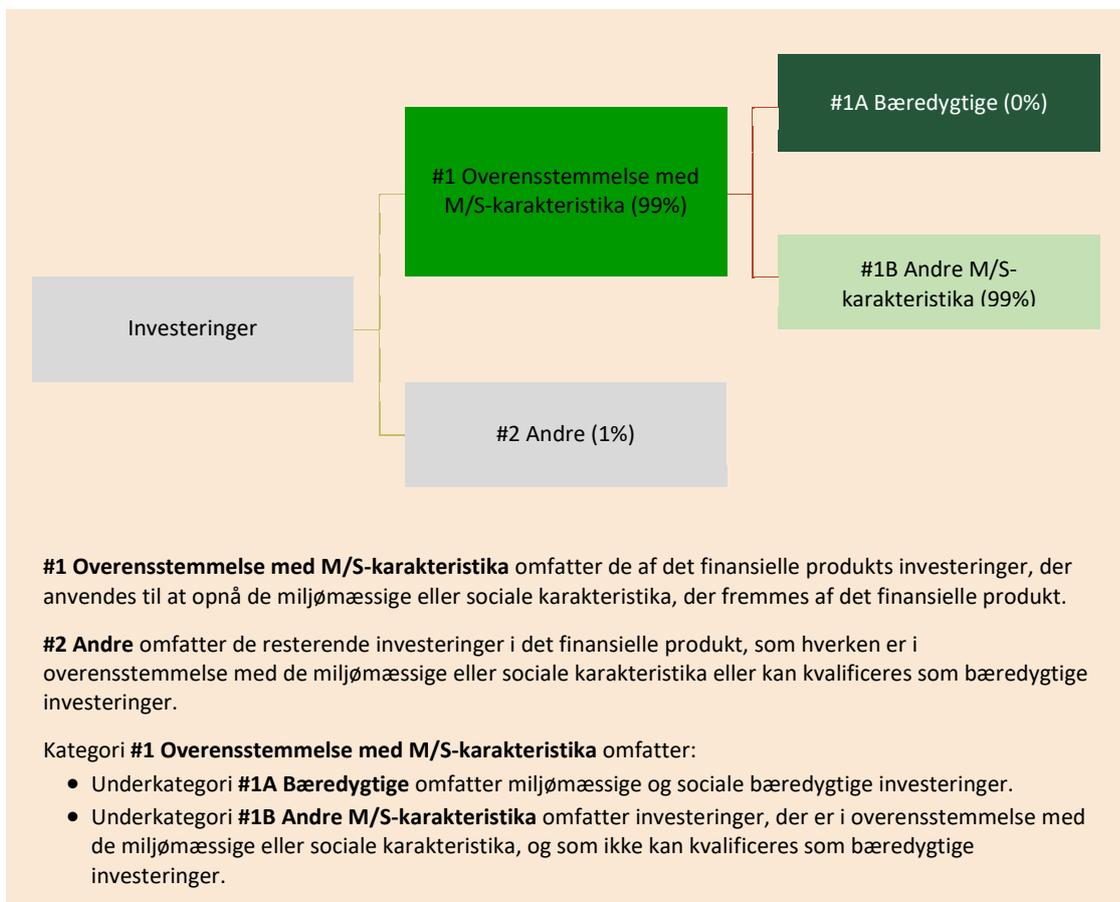 #1A Bæredygtige (0%)
#1 Overensstemmelse med
M/S-karakteristika (99%)
#1B Andre M/S-
karakteristika (99%)
Investeringer
#2 Andre (1%)
#1 Overensstemmelse med M/S-karakteristika omfatter de af det finansielle produkts investeringer, der
anvendes til at opnå de miljømæssige eller sociale karakteristika, der fremmes af det finansielle produkt.
#2 Andre omfatter de resterende investeringer i det finansielle produkt, som hverken er i
overensstemmelse med de miljømæssige eller sociale karakteristika eller kan kvalificeres som bæredygtige
investeringer.
Kategori #1 Overensstemmelse med M/S-karakteristika omfatter:
● Underkategori #1A Bæredygtige omfatter miljømæssige og sociale bæredygtige investeringer.
● Underkategori #1B Andre M/S-karakteristika omfatter investeringer, der er i overensstemmelse med
de miljømæssige eller sociale karakteristika, og som ikke kan kvalificeres som bæredygtige
investeringer.